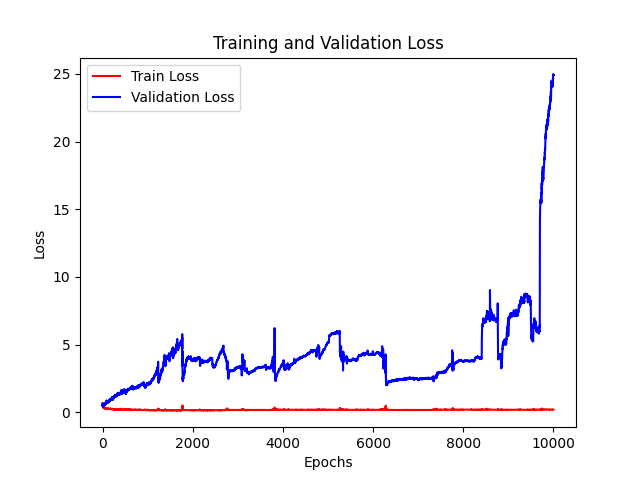 Training and Validation Loss
Train Loss
Validation Loss
25
20
15
10
5
0
Loss
0 2000 4000 6000 8000 10000
Epochs